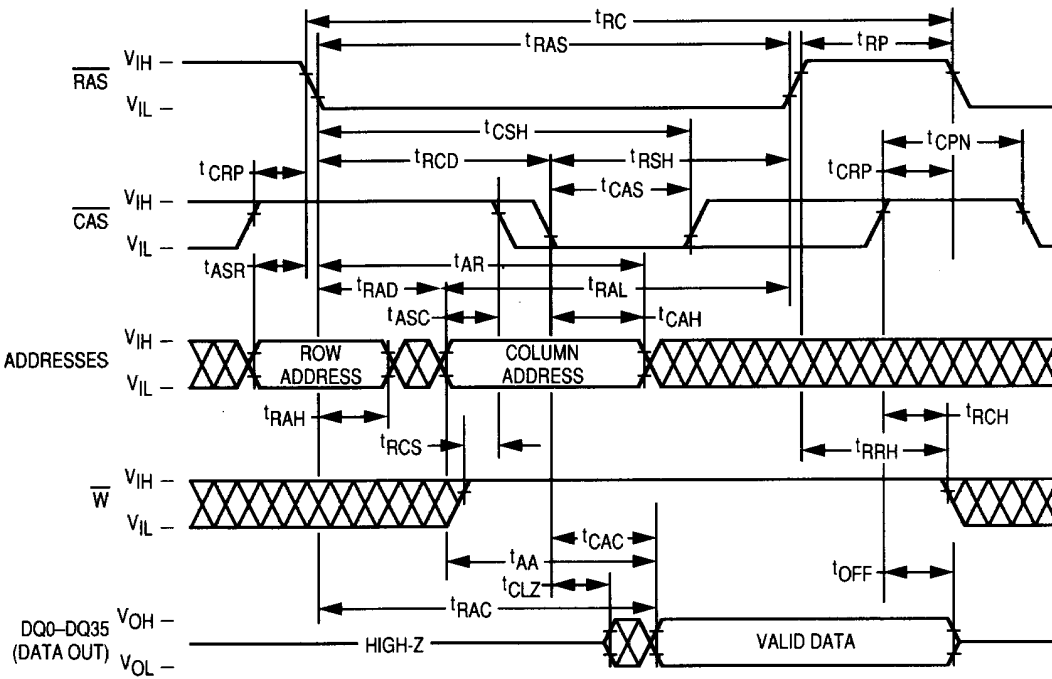 tRC
tRAS
tRP
RAS
VIH
VIL
tCSH
tCPN
tRCD
tRSH
tCRP
tCRP
tCAS
CAS
VIH
VIL
tASR
tAR
tRAD
tRAL
tASC
tCAH
ADDRESSES
VIH
VIL
ROW
ADDRESS
COLUMN
ADDRESS
tRAH
tRCH
tRCS
tRRH
W
VIH
VIL
tCAC
tAA
tOFF
tCLZ
tRAC
DQ0–DQ35
(DATA OUT)
VOH
VOL
HIGH-Z
VALID DATA